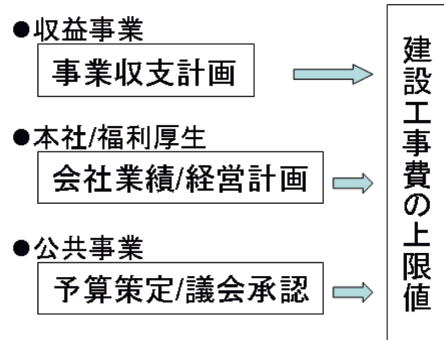 ●収益事業
事業収支計画
●本社/福利厚生
会社業績/経営計画
●公共事業
予算策定/議会承認
建設工事費の上限値